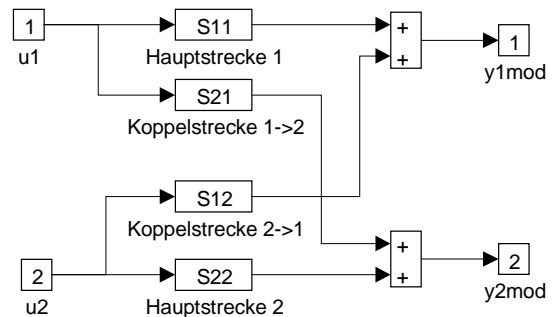 1
u1
S11
Hauptstrecke 1
+
+
1
y1mod
S21
Koppelstrecke 1->2
S12
Koppelstrecke 2->1
2
u2
S22
Hauptstrecke 2
+
+
2
y2mod